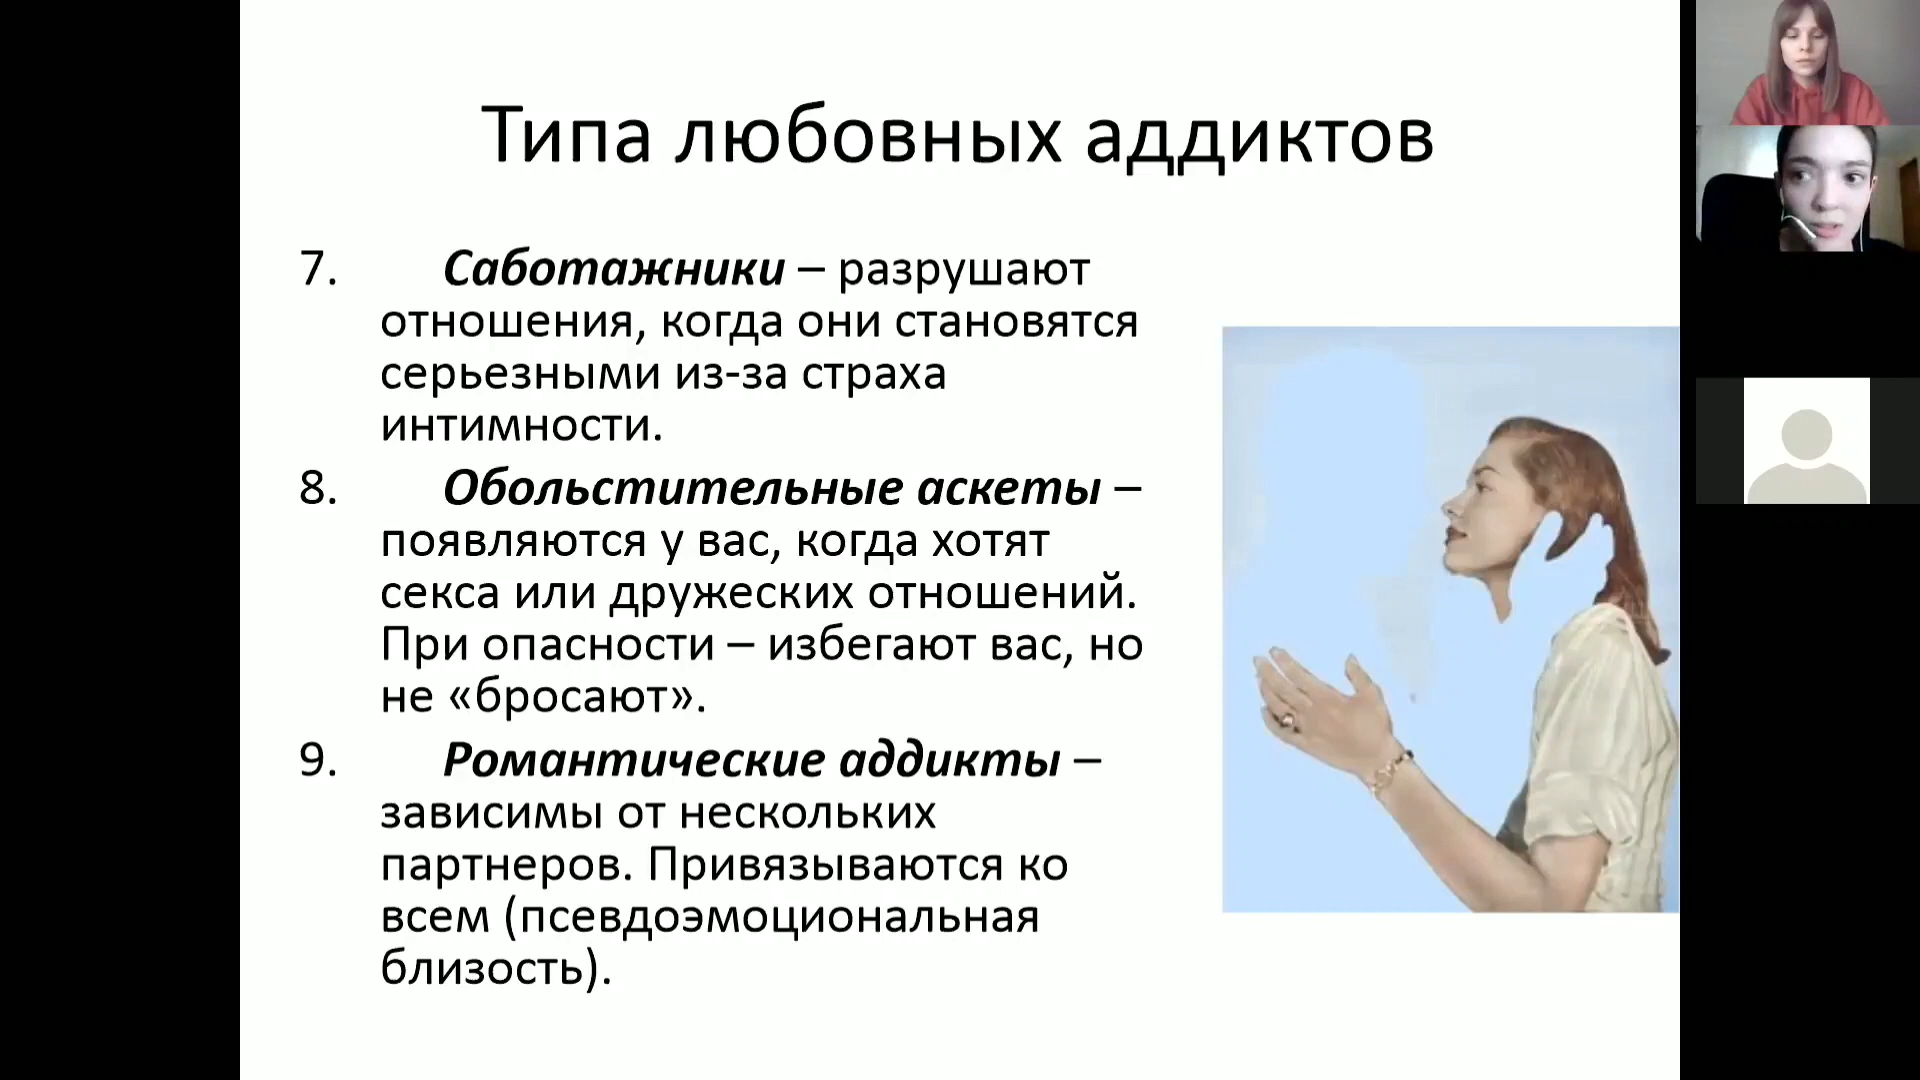 Типа любовных аддиктов
7. Саботажники – разрушают
отношения, когда они становятся
серьезными из-за страха
интимности.
8. Обольстительные аскеты –
появляются у вас, когда хотят
секса или дружеских отношений.
При опасности – избегают вас, но
не «бросают».
9. Романтические аддикты –
зависимы от нескольких
партнеров. Привязываются ко
всем (псевдоэмоциональная
близость).